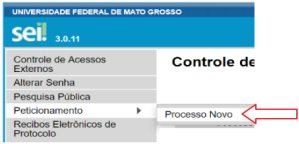 UNIVERSIDADE FEDERAL DE MATO GROSSO
sei! 3.0.11
Controle de Acessos
Externos
Controle de
Alterar Senha
Pesquisa Pública
Peticionamento
Processo Novo
Recibos Eletrônicos de
Protocolo